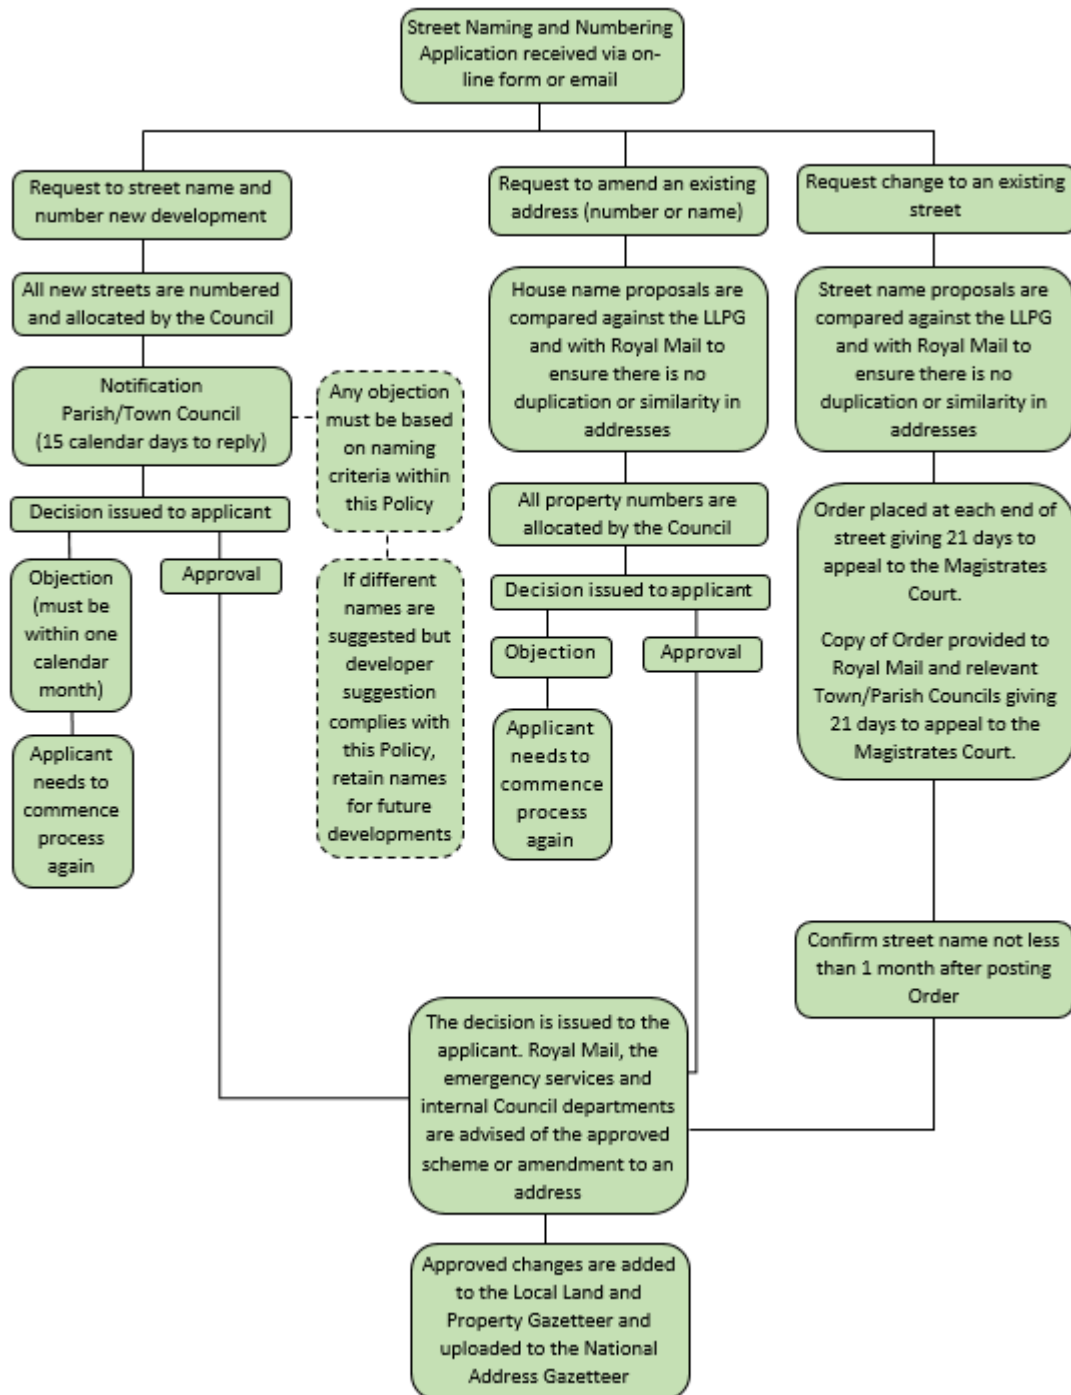 Street Naming and Numbering
Application received via on-
line form or email
Request to street name and
number new development
All new streets are numbered
and allocated by the Council
Notification
Parish/Town Council
(15 calendar days to reply)
Decision issued to applicant
Objection
(must be
within one
calendar
month)
Approval
Applicant
needs to
commence
process
again
Any objection
must be based
on naming
criteria within
this Policy
If different
names are
suggested but
developer
suggestion
complies with
this Policy,
retain names
for future
developments
Request to amend an existing
address (number or name)
House name proposals are
compared against the LLPG
and with Royal Mail to
ensure there is no
duplication or similarity in
addresses
All property numbers are
allocated by the Council
Decision issued to applicant
Objection
Approval
Applicant
needs to
commence
process
again
Request change to an existing
street
Street name proposals are
compared against the LLPG
and with Royal Mail to
ensure there is no
duplication or similarity in
addresses
Order placed at each end of
street giving 21 days to
appeal to the Magistrates
Court.
Copy of Order provided to
Royal Mail and relevant
Town/Parish Councils giving
21 days to appeal to the
Magistrates Court.
Confirm street name not less
than 1 month after posting
Order
The decision is issued to the
applicant. Royal Mail, the
emergency services and
internal Council departments
are advised of the approved
scheme or amendment to an
address
Approved changes are added
to the Local Land and
Property Gazetteer and
uploaded to the National
Address Gazetteer